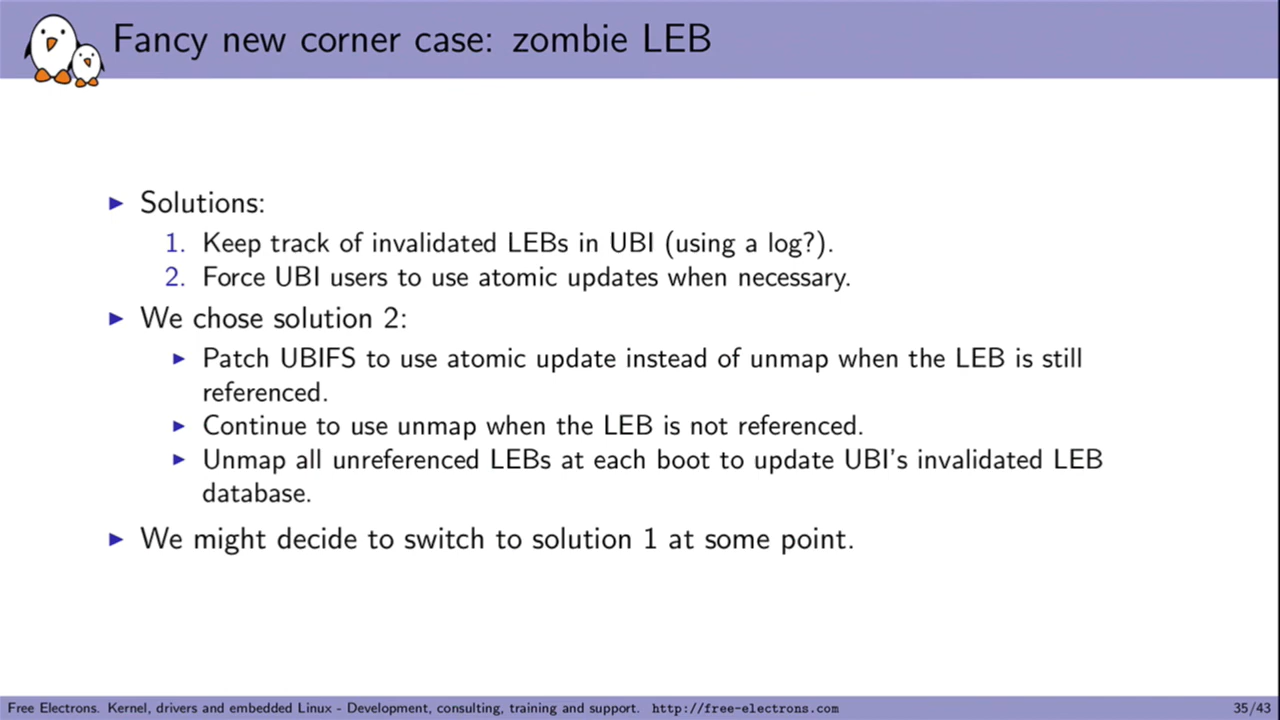 Fancy new corner case: zombie LEB
▶ Solutions:
1. Keep track of invalidated LEBs in UBI (using a log?).
2. Force UBI users to use atomic updates when necessary.
▶ We chose solution 2:
▶ Patch UBIFS to use atomic update instead of unmap when the LEB is still
referenced.
▶ Continue to use unmap when the LEB is not referenced.
▶ Unmap all unreferenced LEBs at each boot to update UBI's invalidated LEB
database.
▶ We might decide to switch to solution 1 at some point.
Free Electrons. Kernel, drivers and embedded Linux - Development, consulting, training and support. http://free-electrons.com 35/43